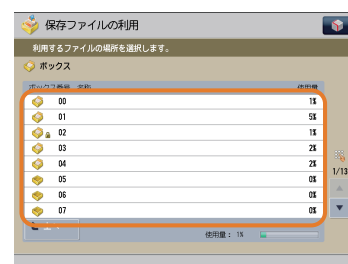 保存ファイルの利用
利用するファイルの場所を選択します。
ボックス
ボックス番号 名称 使用量
00 1%
01 5%
02 1%
03 2%
04 2%
05 0%
06 0%
07 0%
1/13
使用量： 1%